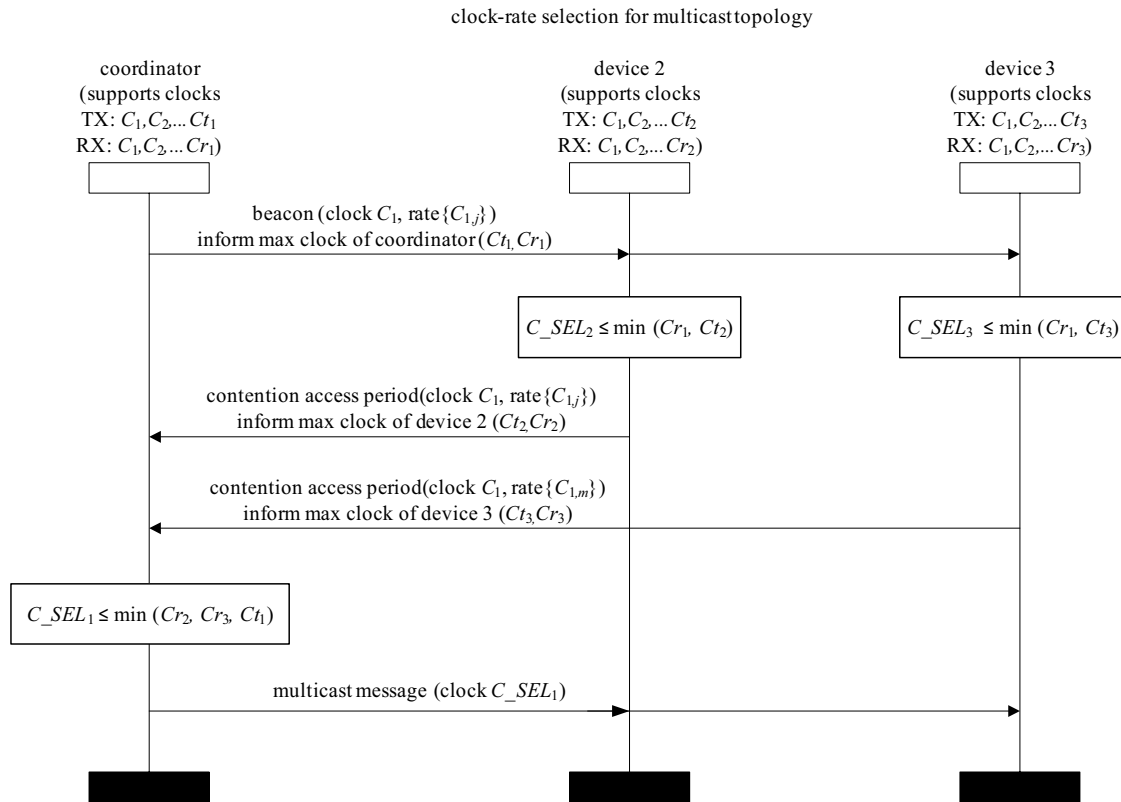 clock-rate selection for multicast topology
coordinator
(supports clocks
TX: C₁,C₂,... Ct₁
RX: C₁,C₂,... Cr₁)
device 2
(supports clocks
TX: C₁,C₂,... Ct₂
RX: C₁,C₂,... Cr₂)
device 3
(supports clocks
TX: C₁,C₂,... Ct₃
RX: C₁,C₂,... Cr₃)
beacon (clock C₁, rate{C₁,ⱼ})
inform max clock of coordinator (Ct₁,Cr₁)
C_SEL₂ ≤ min (Cr₁, Ct₂)
C_SEL₃ ≤ min (Cr₁, Ct₃)
contention access period(clock C₁, rate{C₁,ⱼ})
inform max clock of device 2 (Ct₂,Cr₂)
contention access period(clock C₁, rate{C₁,ₘ})
inform max clock of device 3 (Ct₃,Cr₃)
C_SEL₁ ≤ min (Cr₂, Cr₃, Ct₁)
multicast message (clock C_SEL₁)